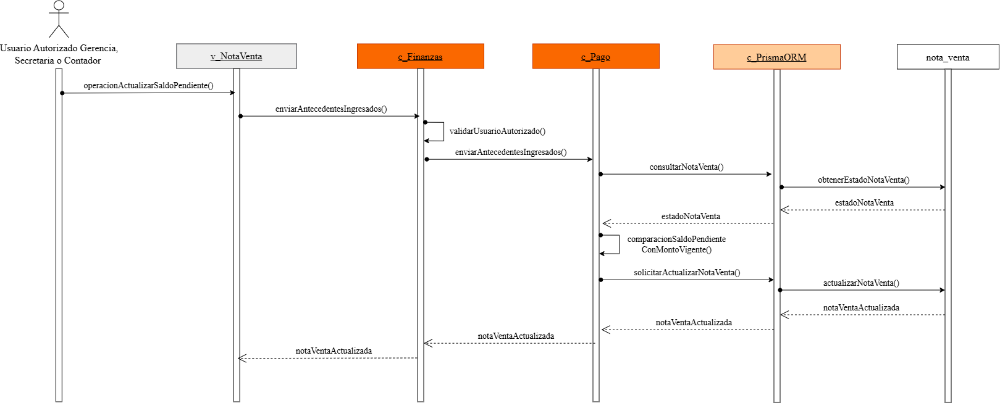 Usuario Autorizado Gerencia,
Secretaria o Contador
v_NotaVenta
c_Finanzas
c_Pago
c_PrismaORM
nota_venta
operacionActualizarSaldoPendiente()
enviarAntecedentesIngresados()
validarUsuarioAutorizado()
enviarAntecedentesIngresados()
consultarNotaVenta()
obtenerEstadoNotaVenta()
estadoNotaVenta
estadoNotaVenta
comparacionSaldoPendiente
ConMontoVigente()
solicitarActualizarNotaVenta()
actualizarNotaVenta()
notaVentaActualizada
notaVentaActualizada
notaVentaActualizada
notaVentaActualizada